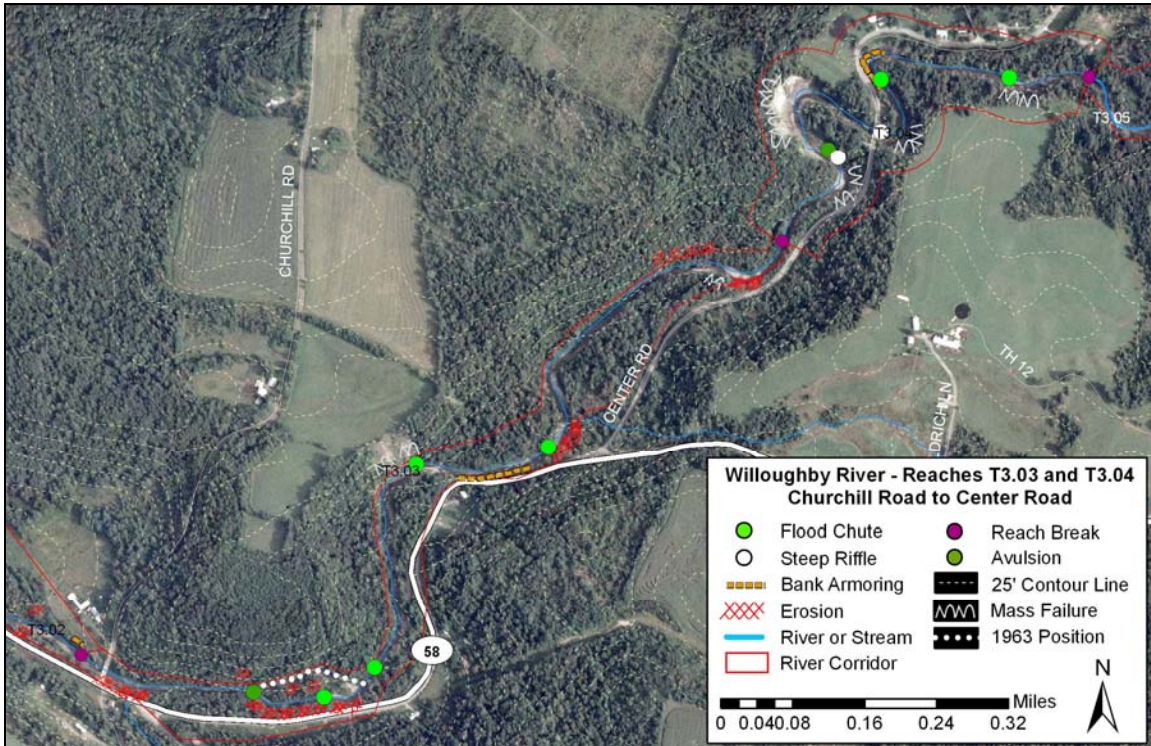 T3.05
CHURCHILL RD
CENTER RD
TH 12
DRICH LN
T3.03
T3.02
58
Willoughby River - Reaches T3.03 and T3.04
Churchill Road to Center Road
Flood Chute
Reach Break
Steep Riffle
Avulsion
Bank Armoring
25' Contour Line
Erosion
Mass Failure
River or Stream
1963 Position
River Corridor
N
Miles
0 0.04 0.08 0.16 0.24 0.32